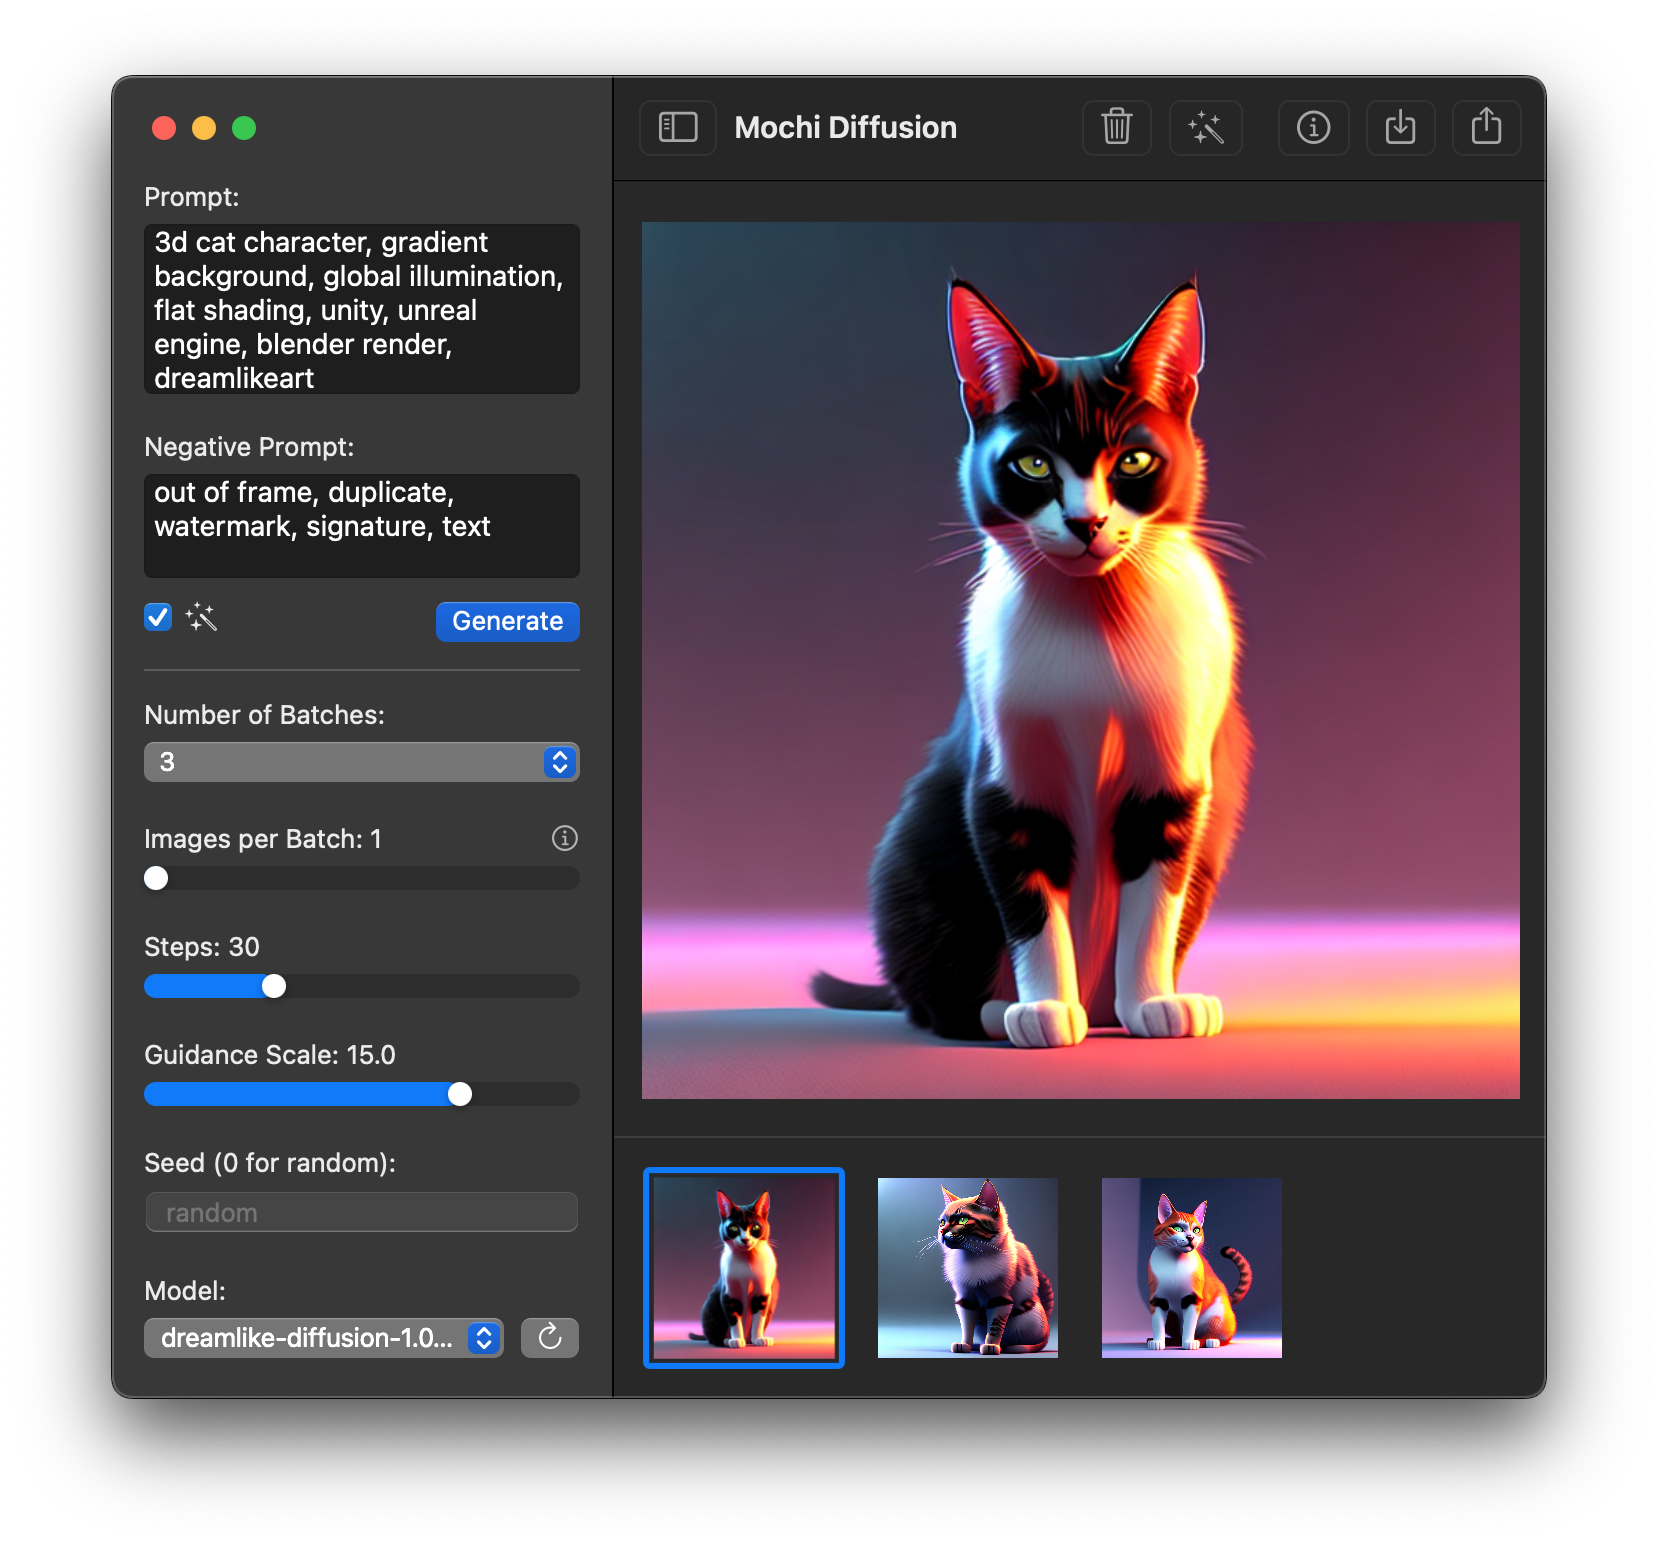 Mochi Diffusion
Prompt:
3d cat character, gradient
background, global illumination,
flat shading, unity, unreal
engine, blender render,
dreamlikeart
Negative Prompt:
out of frame, duplicate,
watermark, signature, text
Generate
Number of Batches:
3
Images per Batch: 1
Steps: 30
Guidance Scale: 15.0
Seed (0 for random):
random
Model:
dreamlike-diffusion-1.0...